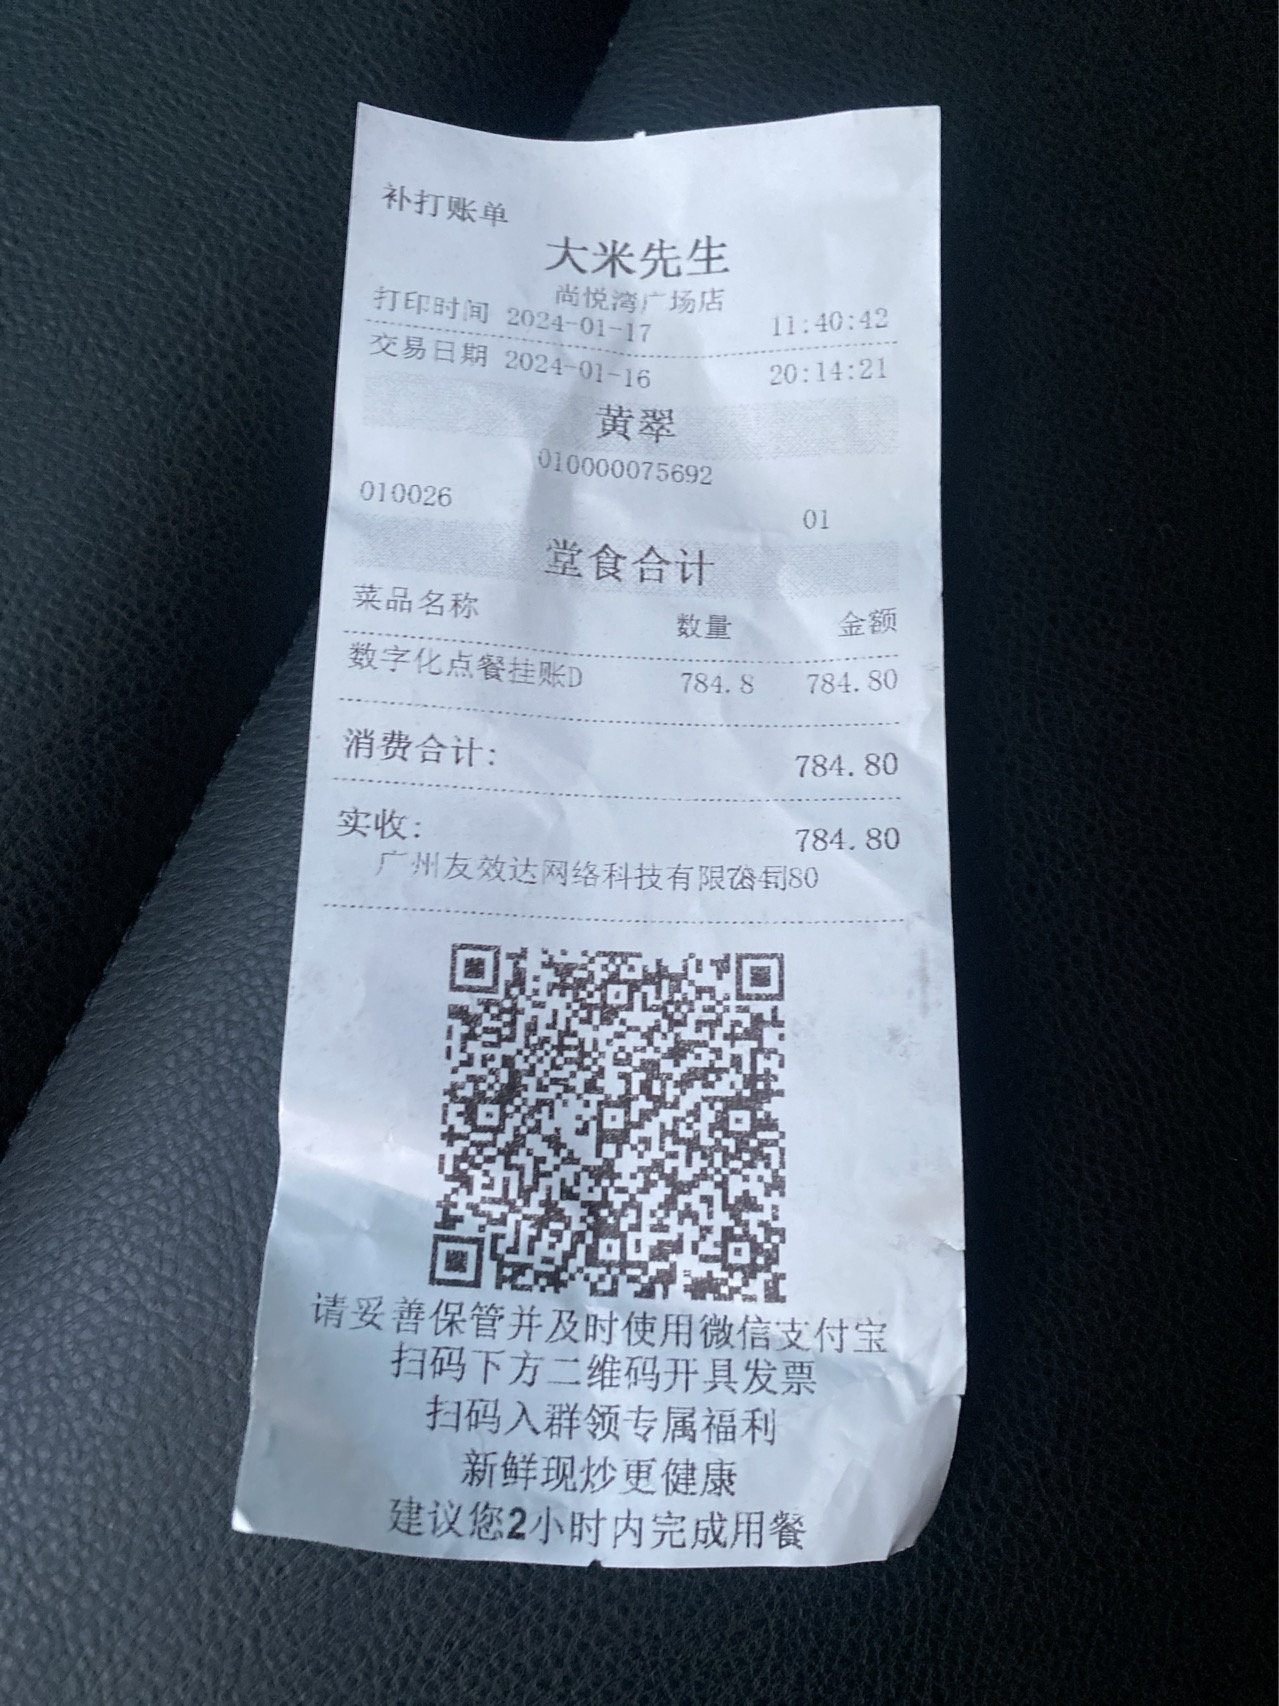 补打账单
大米先生
尚悦湾广场店
打印时间 2024-01-17 11:40:42
交易日期 2024-01-16 20:14:21
黄翠
010000075692
010026 01
堂食合计
菜品名称 数量 金额
数字化点餐挂账D 784.8 784.80
消费合计: 784.80
实收: 784.80
广州友效达网络科技有限公司 784.80
请妥善保管并及时使用微信支付宝
扫码下方二维码开具发票
扫码入群领专属福利
新鲜现炒更健康
建议您2小时内完成用餐